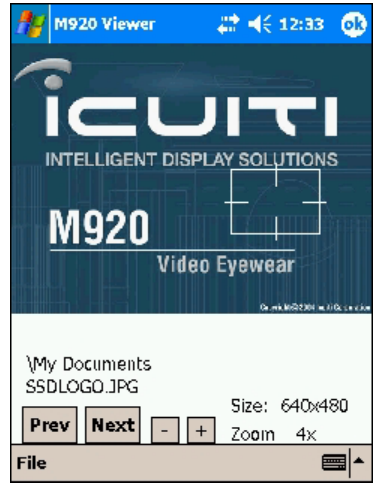 M920 Viewer 12:33 ok
ICUITI
INTELLIGENT DISPLAY SOLUTIONS
M920
Video Eyewear
\My Documents
SSDLOGO.JPG
Size: 640x480
Prev Next - + Zoom 4x
File